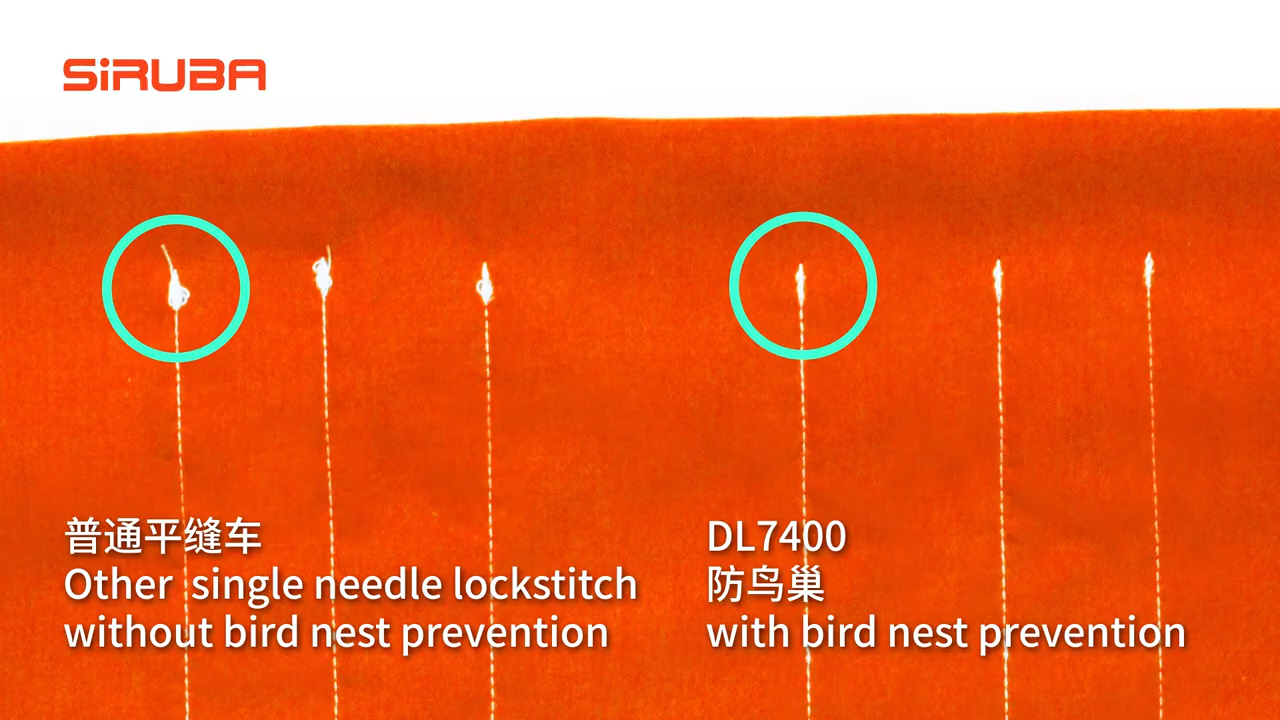 SiRUBA
普通平缝车
Other single needle lockstitch
without bird nest prevention
DL7400
防鸟巢
with bird nest prevention